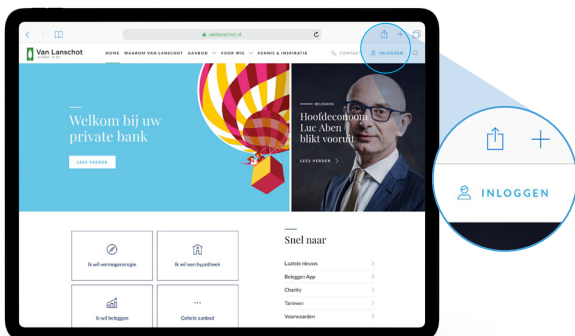 vanlanschot.nl
Van Lanschot
SINDS 1737
HOME WAAROM VAN LANSCHOT AANBOD VOOR WIE KENNIS & INSPIRATIE CONTACT INLOGGEN
Welkom bij uw
private bank
LEES VERDER
BELEGGEN
Hoofdeconoom
Luc Aben
blikt vooruit
LEES VERDER
INLOGGEN
Ik wil vermogensregie
Ik wil een hypotheek
Ik wil beleggen
Gehele aanbod
Snel naar
Laatste nieuws
Beleggen App
Charity
Tarieven
Voorwaarden